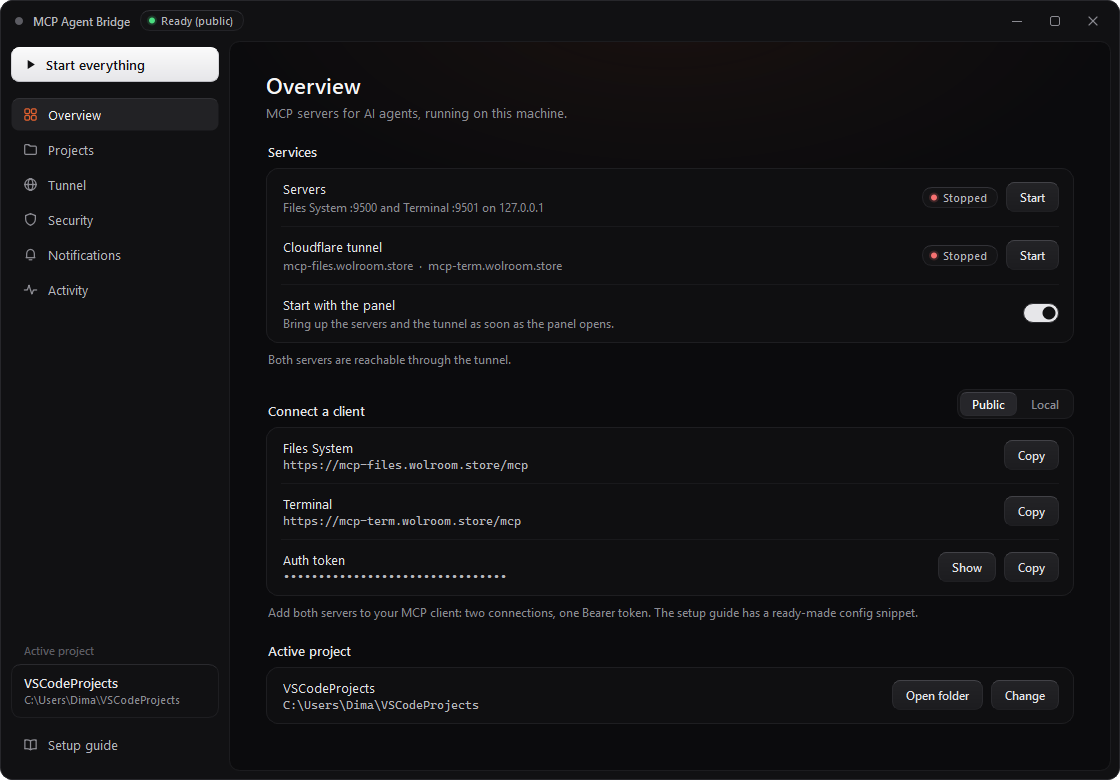 MCP Agent Bridge
Ready (public)
Start everything
Overview
Projects
Tunnel
Security
Notifications
Activity
Active project
VSCodeProjects
C:\Users\Dima\VSCodeProjects
Setup guide
Overview
MCP servers for AI agents, running on this machine.
Services
Servers
Files System :9500 and Terminal :9501 on 127.0.0.1
Stopped
Start
Cloudflare tunnel
mcp-files.wolroom.store · mcp-term.wolroom.store
Stopped
Start
Start with the panel
Bring up the servers and the tunnel as soon as the panel opens.
Both servers are reachable through the tunnel.
Connect a client
Public
Local
Files System
https://mcp-files.wolroom.store/mcp
Copy
Terminal
https://mcp-term.wolroom.store/mcp
Copy
Auth token
••••••••••••••••••••••••••••••••
Show
Copy
Add both servers to your MCP client: two connections, one Bearer token. The setup guide has a ready-made config snippet.
Active project
VSCodeProjects
C:\Users\Dima\VSCodeProjects
Open folder
Change